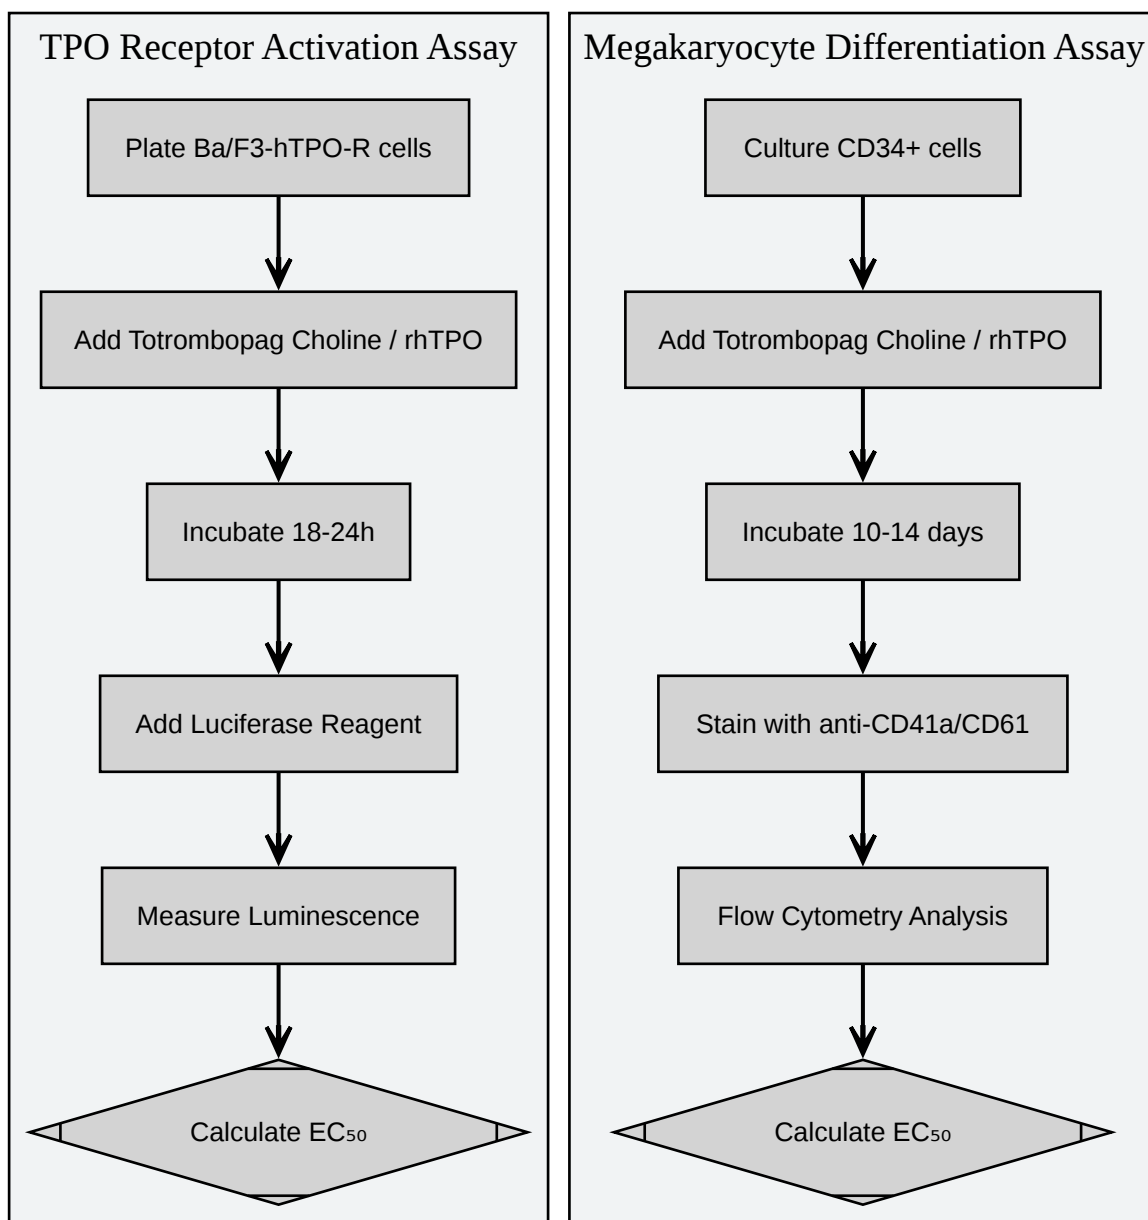 TPO Receptor Activation Assay
Plate Ba/F3-hTPO-R cells
Add Totrombopag Choline / rhTPO
Incubate 18-24h
Add Luciferase Reagent
Measure Luminescence
Calculate EC₅₀
Megakaryocyte Differentiation Assay
Culture CD34+ cells
Add Totrombopag Choline / rhTPO
Incubate 10-14 days
Stain with anti-CD41a/CD61
Flow Cytometry Analysis
Calculate EC₅₀